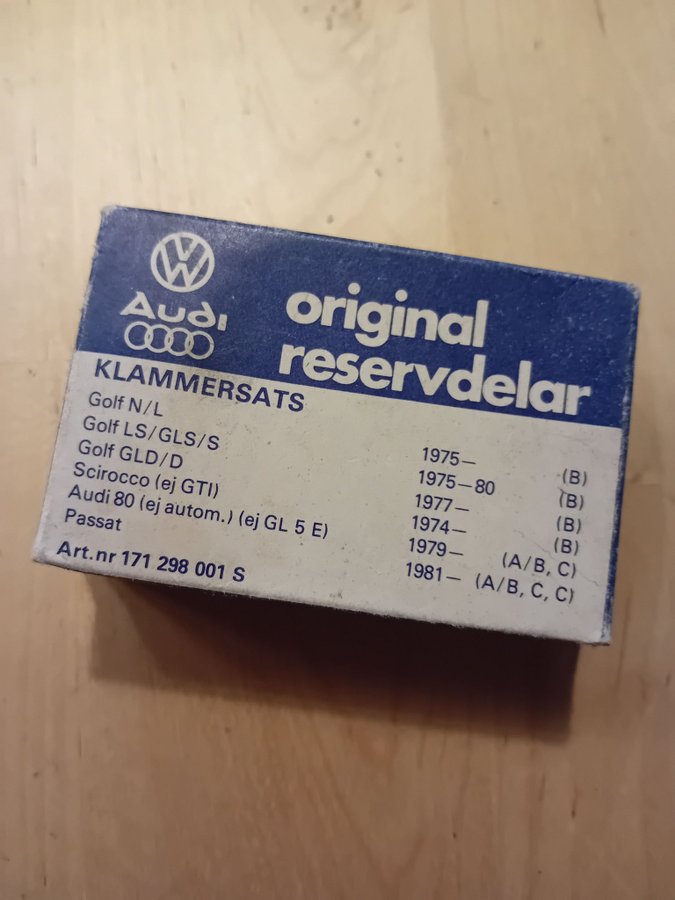 VW
Audi
original
reservdelar
KLAMMERSATS
Golf N/L 1975– (B)
Golf LS/GLS/S 1975–80 (B)
Golf GLD/D 1977– (B)
Scirocco (ej GTI) 1974– (B)
Audi 80 (ej autom.) (ej GL 5 E) 1979– (A/B, C)
Passat 1981– (A/B, C, C)
Art.nr 171 298 001 S